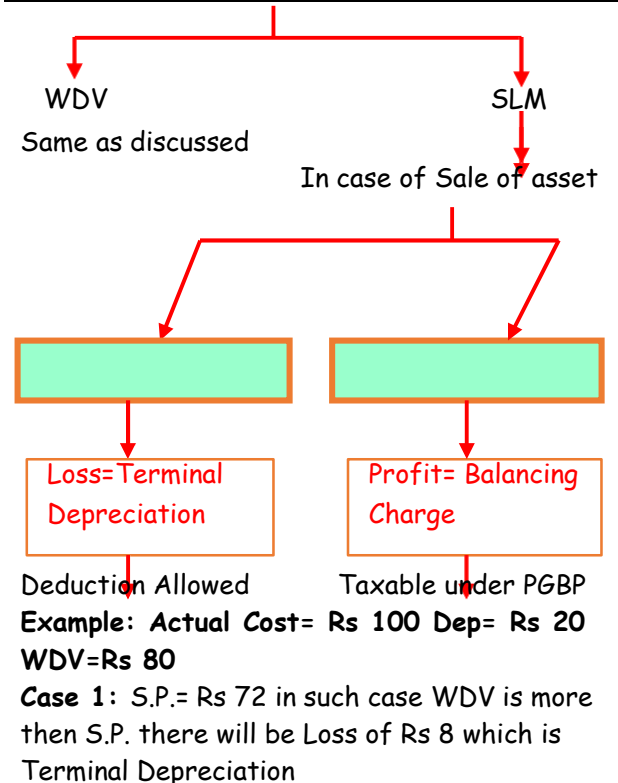 WDV
SLM
Same as discussed
In case of Sale of asset
Loss=Terminal
Depreciation
Profit= Balancing
Charge
Deduction Allowed
Taxable under PGBP
Example: Actual Cost= Rs 100 Dep= Rs 20
WDV=Rs 80
Case 1: S.P.= Rs 72 in such case WDV is more
then S.P. there will be Loss of Rs 8 which is
Terminal Depreciation